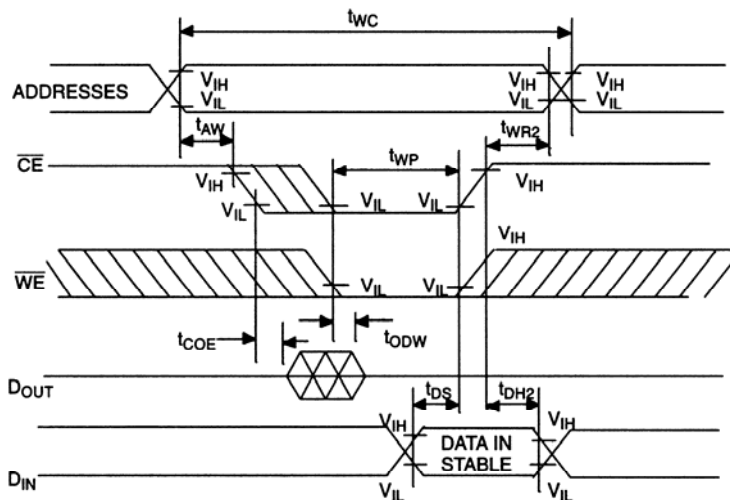 tWC
ADDRESSES
VIH
VIL
VIH
VIL
VIH
VIL
tAW
tWR2
CE
VIH
VIL
tWP
VIL
VIL
VIH
WE
VIL
VIL
VIH
tCOE
tODW
DOUT
tDS
tDH2
DIN
VIH
VIL
DATA IN
STABLE
VIH
VIL